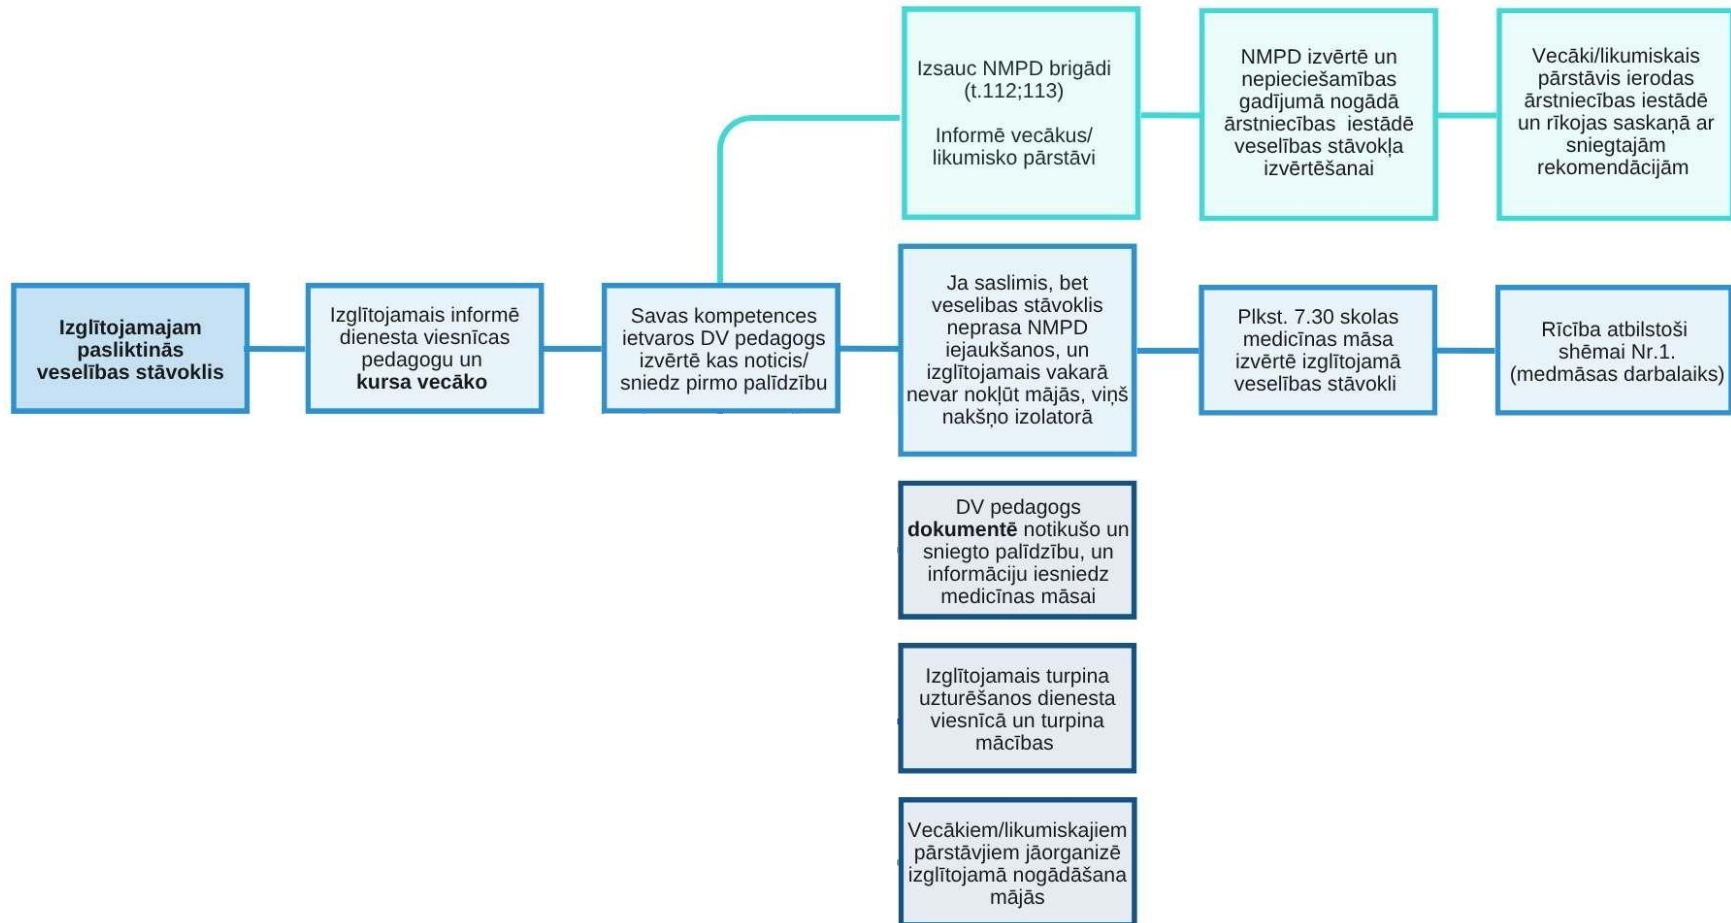 Izsauc NMPD brigādi
(t.112;113)
Informē vecākus/
likumisko pārstāvi
NMPD izvērtē un
nepieciešamības
gadījumā nogādā
ārstniecības iestādē
veselības stāvokļa
izvērtēšanai
Vecāki/likumiskais
pārstāvis ierodas
ārstniecības iestādē
un rīkojas saskaņā ar
sniegtajām
rekomendācijām
Izglītojamajam
pasliktinās
veselības stāvoklis
Izglītojamais informē
dienesta viesnīcas
pedagogu un
kursa vecāko
Savas kompetences
ietvaros DV pedagogs
izvērtē kas noticis/
sniedz pirmo palīdzību
Ja saslimis, bet
veselibas stāvoklis
neprasa NMPD
iejaukšanos, un
izglītojamais vakarā
nevar nokļūt mājās, viņš
nakšņo izolatorā
Plkst. 7.30 skolas
medicīnas māsa
izvērtē izglītojamā
veselības stāvokli
Rīcība atbilstoši
shēmai Nr.1.
(medmāsas darbalaiks)
DV pedagogs
dokumentē notikušo un
sniegto palīdzību, un
informāciju iesniedz
medicīnas māsai
Izglītojamais turpina
uzturēšanos dienesta
viesnīcā un turpina
mācības
Vecākiem/likumiskajiem
pārstāvjiem jāorganizē
izglītojamā nogādāšana
mājās